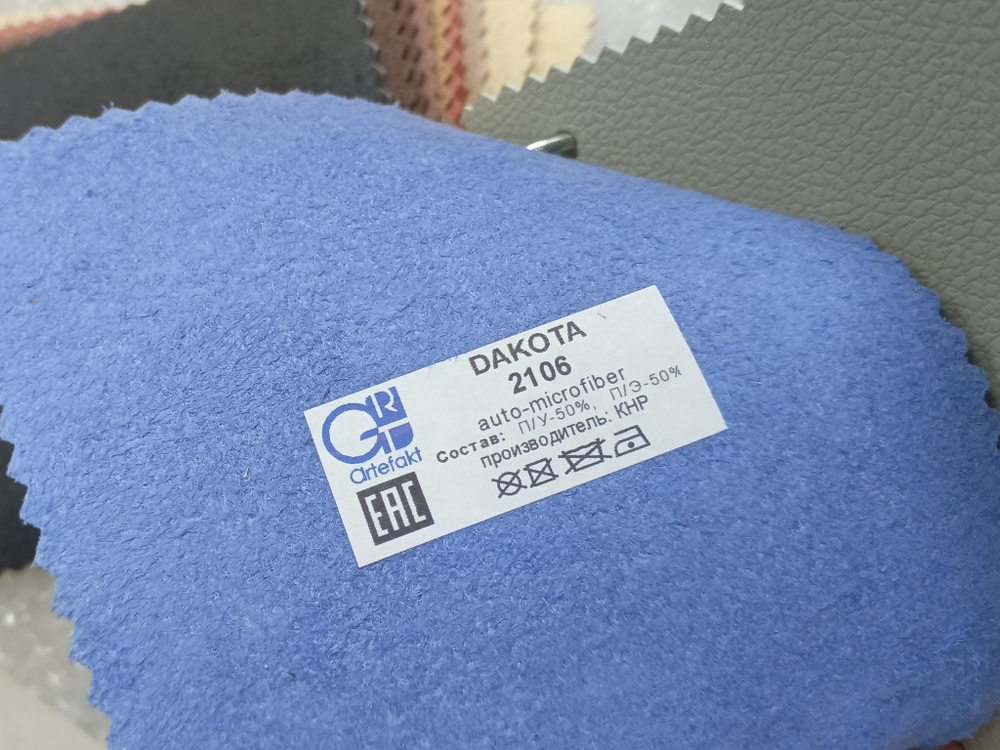 DAKOTA
2106
auto-microfiber
Состав: П/У-50%, П/Э-50%
производитель: КНР
artefakt
EAC